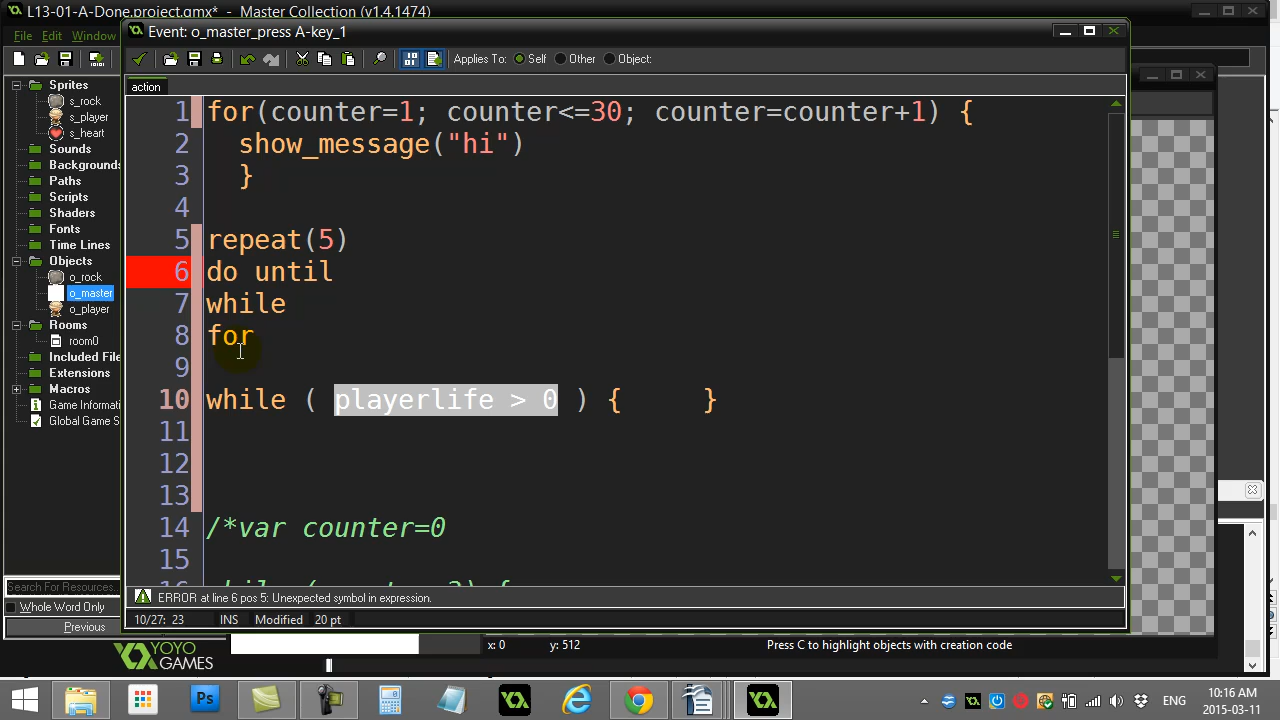 L13-01-A-Done.project.gmx* - Master Collection (v1.4.1474)
File Edit Window
Event: o_master_press A-key_1
Applies To: Self Other Object:
action
Sprites
s_rock
s_player
s_heart
Sounds
Backgrounds
Paths
Scripts
Shaders
Fonts
Time Lines
Objects
o_rock
o_master
o_player
Rooms
room0
Included File
Extensions
Macros
Game Informati
Global Game S
Search For Resources...
Whole Word Only
Previous
1 for(counter=1; counter<=30; counter=counter+1) {
2 show_message("hi")
3 }
4
5 repeat(5)
6 do until
7 while
8 for
9
10 while ( playerlife > 0 ) { }
11
12
13
14 /*var counter=0
15
ERROR at line 6 pos 5: Unexpected symbol in expression.
10/27: 23 INS Modified 20 pt
YOYO GAMES
x: 0 y: 512 Press C to highlight objects with creation code
Ps
ENG
10:16 AM
2015-03-11